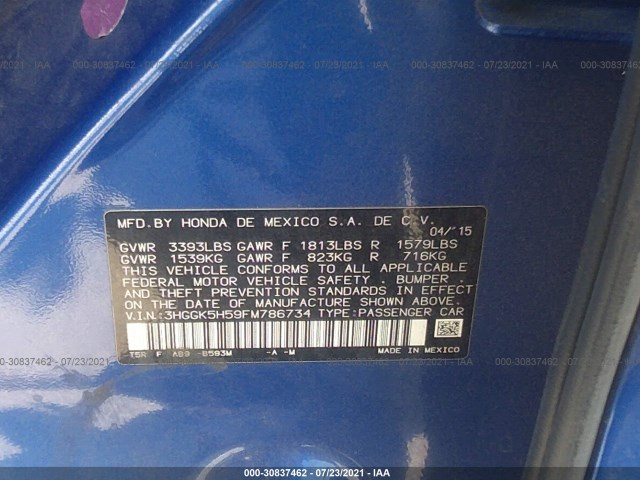 000-30837462 - 07/23/2021 - IAA
000-30837462 - 07/23/2021 - IAA
000-30837462 - 07/23/2021 - IAA
000-30837462 - 07/23/2021 - IAA
MFD.BY HONDA DE MEXICO S.A. DE C.V.
04/'15
GVWR 3393LBS GAWR F 1813LBS R 1579LBS
GVWR 1539KG GAWR F 823KG R 716KG
THIS VEHICLE CONFORMS TO ALL APPLICABLE
FEDERAL MOTOR VEHICLE SAFETY . BUMPER .
AND THEFT PREVENTION STANDARDS IN EFFECT
ON THE DATE OF MANUFACTURE SHOWN ABOVE.
V.I.N.:3HGGK5H59FM786734 TYPE:PASSENGER CAR
T5R F AB9 -B593M -A -M MADE IN MEXICO
000-30837462 - 07/23/2021 - IAA
000-30837462 - 07/23/2021 - IAA
000-30837462 - 07/23/2021 - IAA